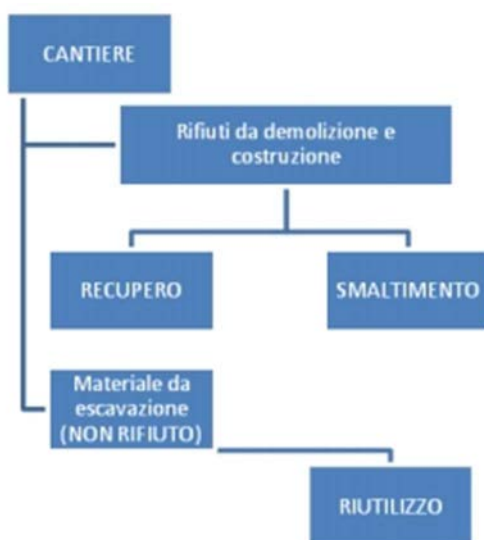 CANTIERE
Rifiuti da demolizione e
costruzione
RECUPERO
SMALTIMENTO
Materiale da
escavazione
(NON RIFIUTO)
RIUTILIZZO